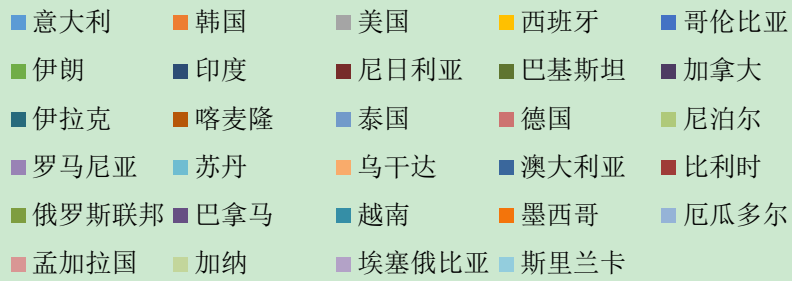 意大利 韩国 美国 西班牙 哥伦比亚
伊朗 印度 尼日利亚 巴基斯坦 加拿大
伊拉克 喀麦隆 泰国 德国 尼泊尔
罗马尼亚 苏丹 乌干达 澳大利亚 比利时
俄罗斯联邦 巴拿马 越南 墨西哥 厄瓜多尔
孟加拉国 加纳 埃塞俄比亚 斯里兰卡